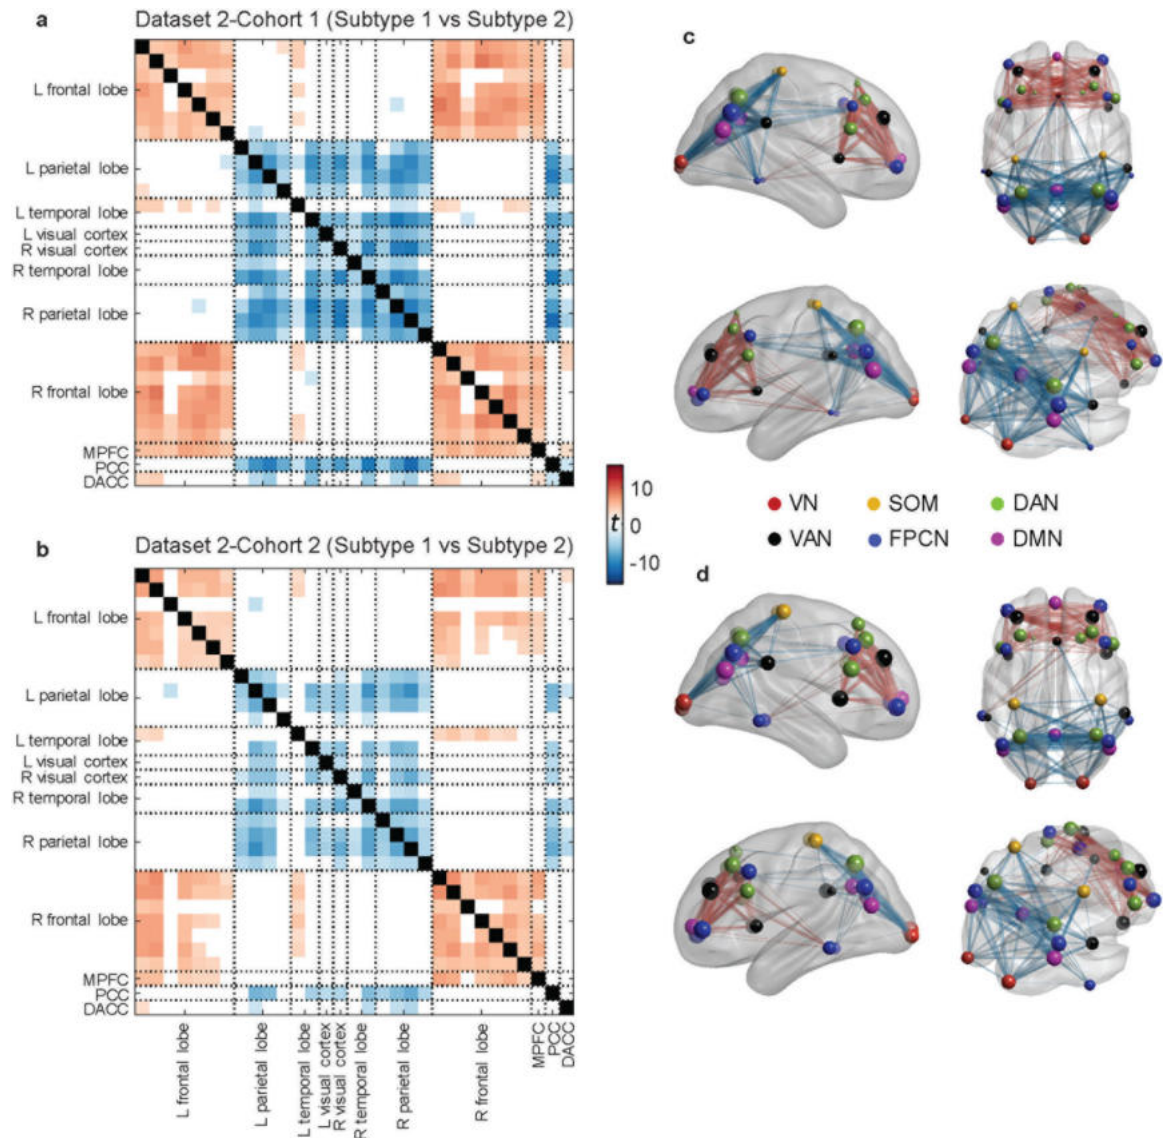 a
Dataset 2-Cohort 1 (Subtype 1 vs Subtype 2)
L frontal lobe
L parietal lobe
L temporal lobe
L visual cortex
R visual cortex
R temporal lobe
R parietal lobe
R frontal lobe
MPFC
PCC
DACC
b
Dataset 2-Cohort 2 (Subtype 1 vs Subtype 2)
L frontal lobe
L parietal lobe
L temporal lobe
L visual cortex
R visual cortex
R temporal lobe
R parietal lobe
R frontal lobe
MPFC
PCC
DACC
L frontal lobe
L parietal lobe
L temporal lobe
L visual cortex
R visual cortex
R temporal lobe
R parietal lobe
R frontal lobe
MPFC
PCC
DACC
10
t 0
-10
c
VN SOM DAN
VAN FPCN DMN
d